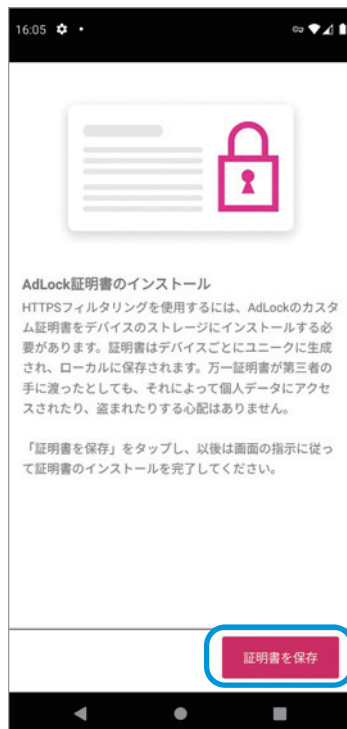 16:05
AdLock証明書のインストール
HTTPSフィルタリングを使用するには、AdLockのカスタ
ム証明書をデバイスのストレージにインストールする必
要があります。証明書はデバイスごとにユニークに生成
され、ローカルに保存されます。万一証明書が第三者の
手に渡ったとしても、それによって個人データにアクセ
スされたり、盗まれたりする心配はありません。
「証明書を保存」をタップし、以後は画面の指示に従っ
て証明書のインストールを完了してください。
証明書を保存